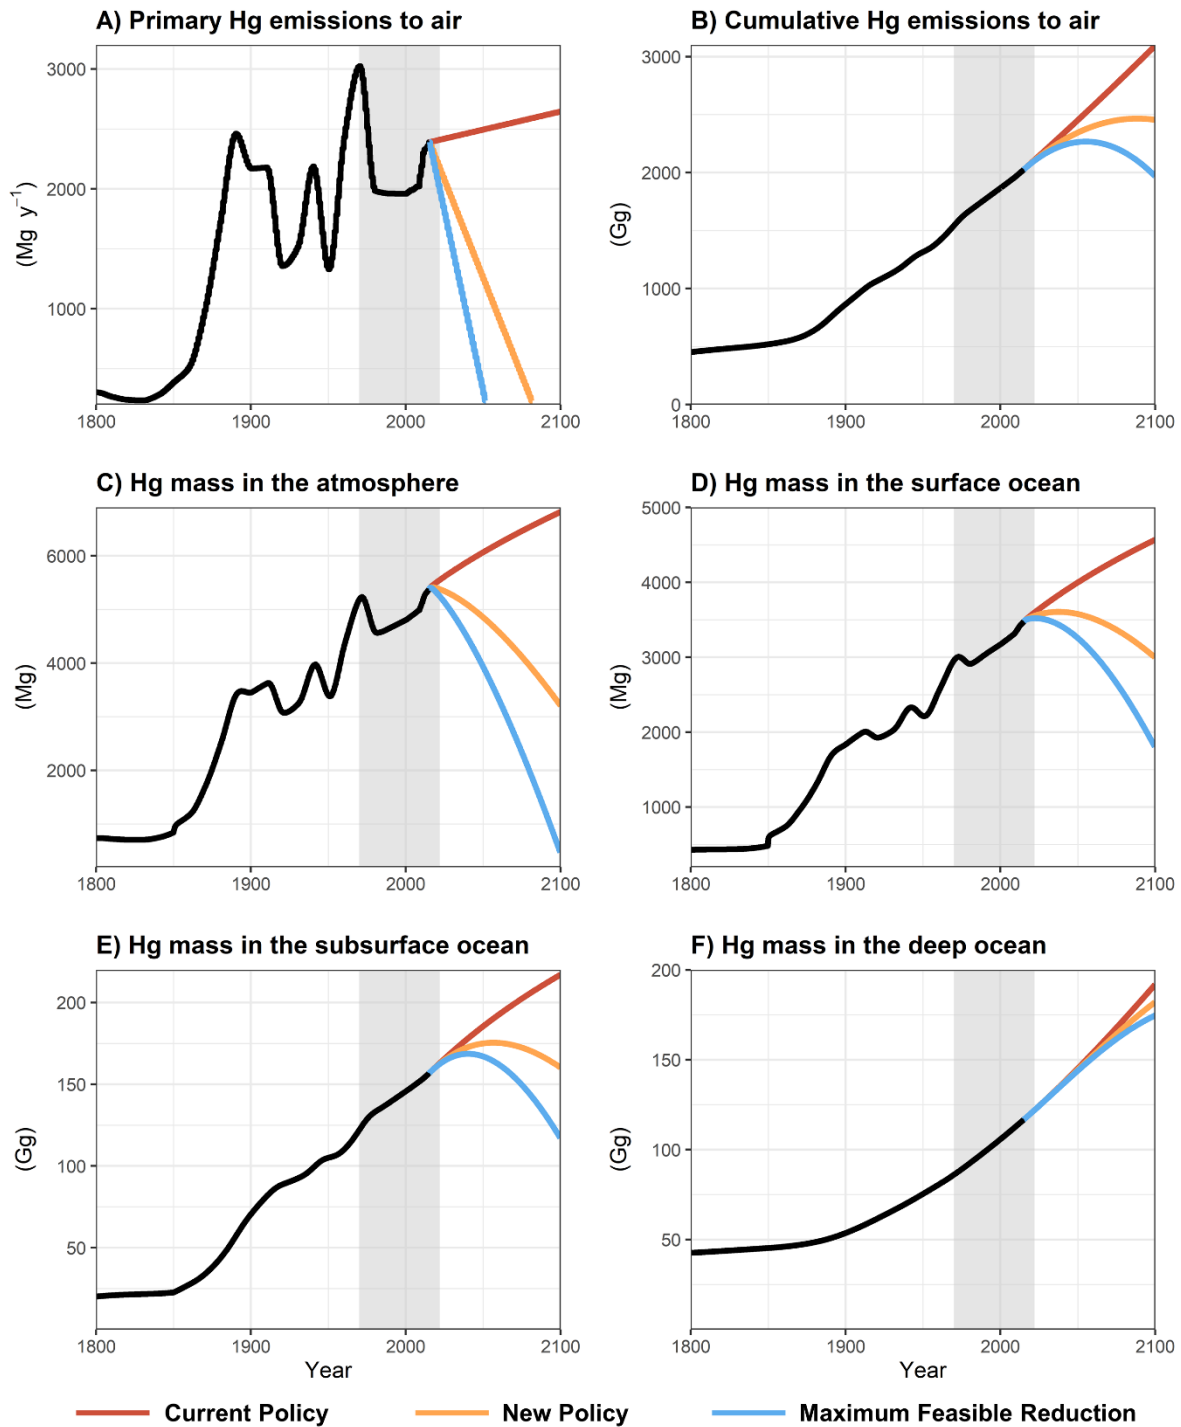 A) Primary Hg emissions to air
B) Cumulative Hg emissions to air
(Mg y⁻¹)
3000
2000
1000
1800
1900
2000
2100
(Gg)
3000
2000
1000
0
1800
1900
2000
2100
C) Hg mass in the atmosphere
D) Hg mass in the surface ocean
(Mg)
6000
4000
2000
1800
1900
2000
2100
(Mg)
5000
4000
3000
2000
1000
1800
1900
2000
2100
E) Hg mass in the subsurface ocean
F) Hg mass in the deep ocean
(Gg)
200
150
100
50
1800
1900
2000
2100
Year
(Gg)
200
150
100
50
1800
1900
2000
2100
Year
Current Policy
New Policy
Maximum Feasible Reduction